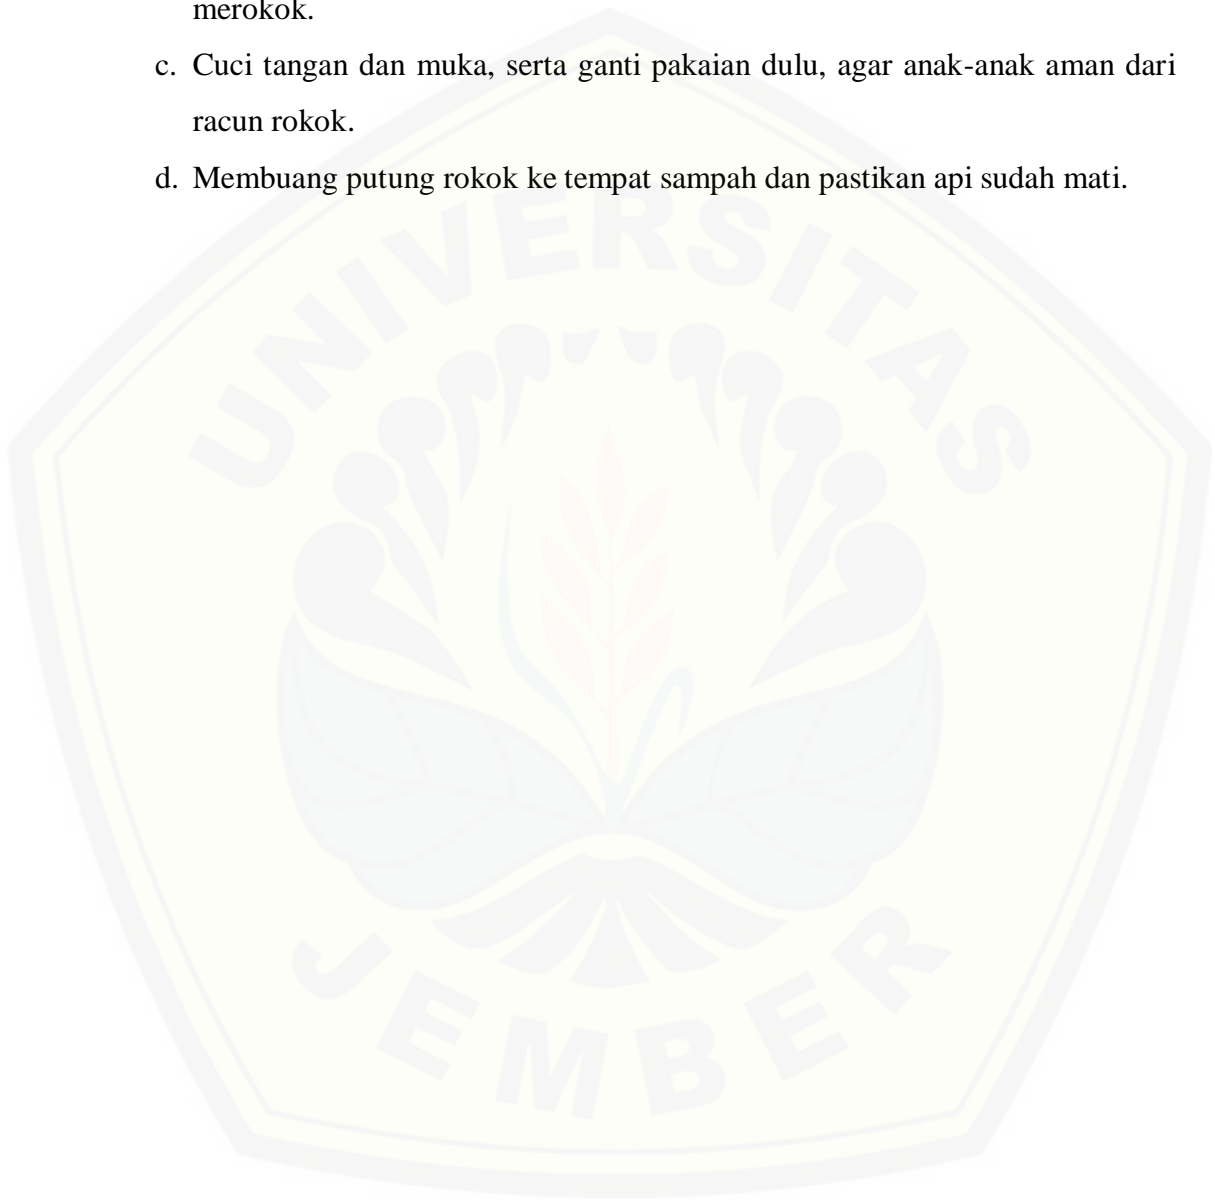 merokok.
c. Cuci tangan dan muka, serta ganti pakaian dulu, agar anak-anak aman dari
racun rokok.
d. Membuang putung rokok ke tempat sampah dan pastikan api sudah mati.
UNIVERSITAS
JEMBER